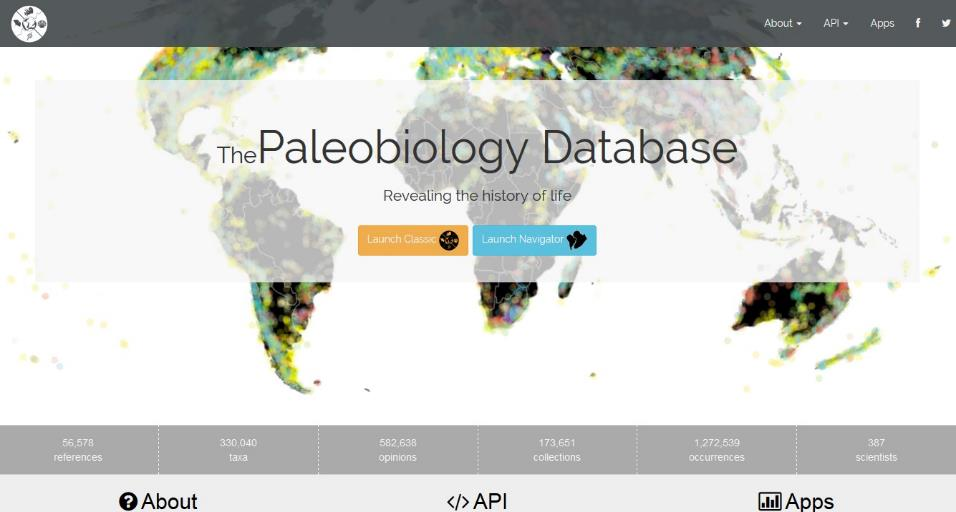 About API Apps
ThePaleobiology Database
Revealing the history of life
Launch Classic Launch Navigator
56,578 330,040 582,638 173,651 1,272,539 387
references taxa opinions collections occurrences scientists
About </> API Apps